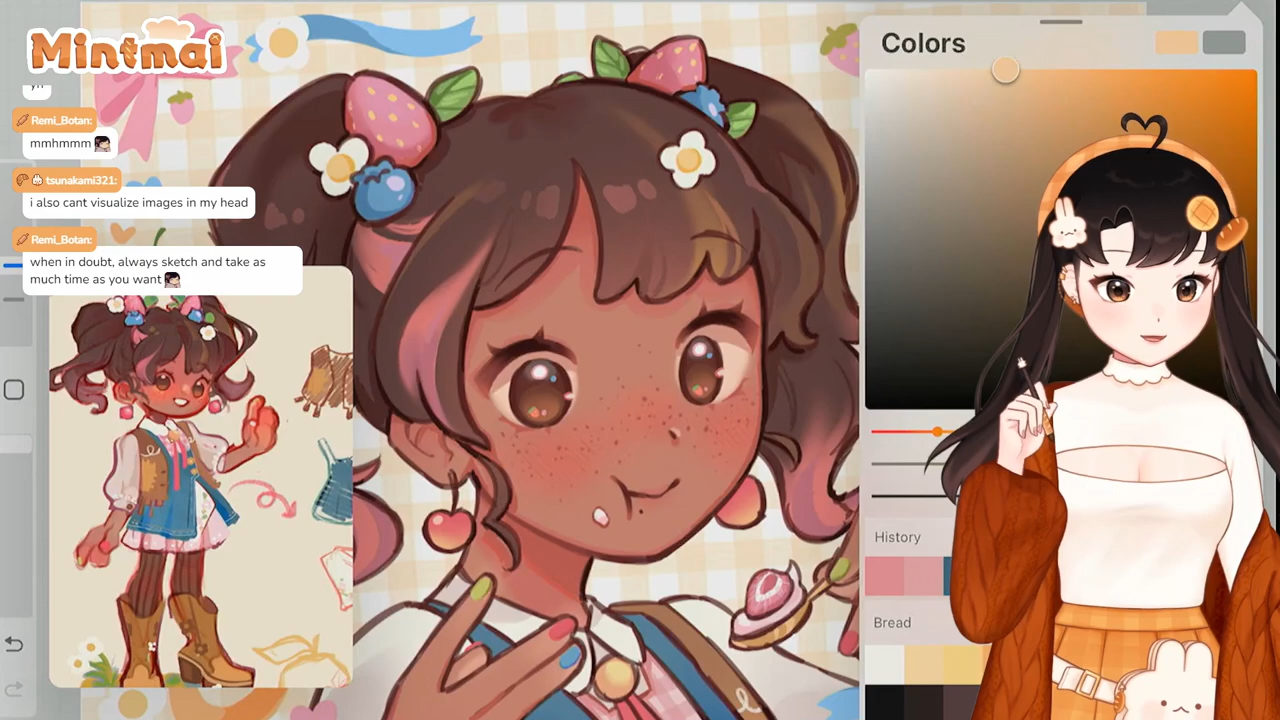 Mintmai
yh
Remi_Botan:
mmhmmm
tsunakami321:
i also cant visualize images in my head
Remi_Botan:
when in doubt, always sketch and take as
much time as you want
Colors
History
Bread